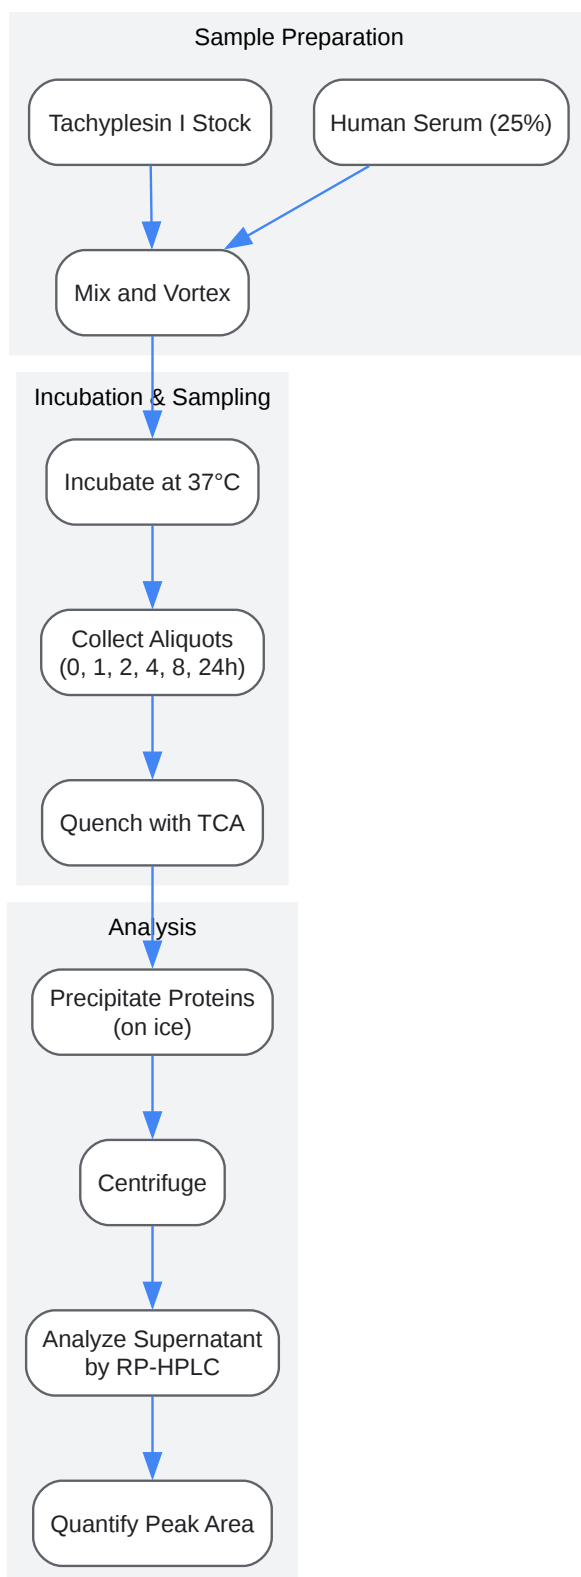 Sample Preparation
Tachyplesin I Stock
Human Serum (25%)
Mix and Vortex
Incubation & Sampling
Incubate at 37°C
Collect Aliquots
(0, 1, 2, 4, 8, 24h)
Quench with TCA
Analysis
Precipitate Proteins
(on ice)
Centrifuge
Analyze Supernatant
by RP-HPLC
Quantify Peak Area